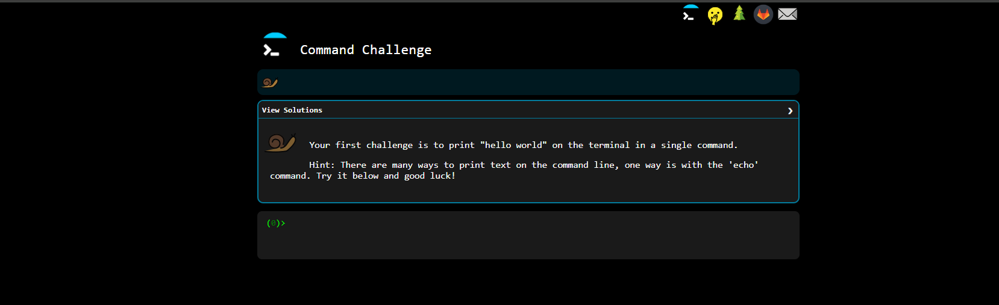 Command Challenge
View Solutions
Your first challenge is to print "hello world" on the terminal in a single command.
Hint: There are many ways to print text on the command line, one way is with the 'echo'
command. Try it below and good luck!
(0)>